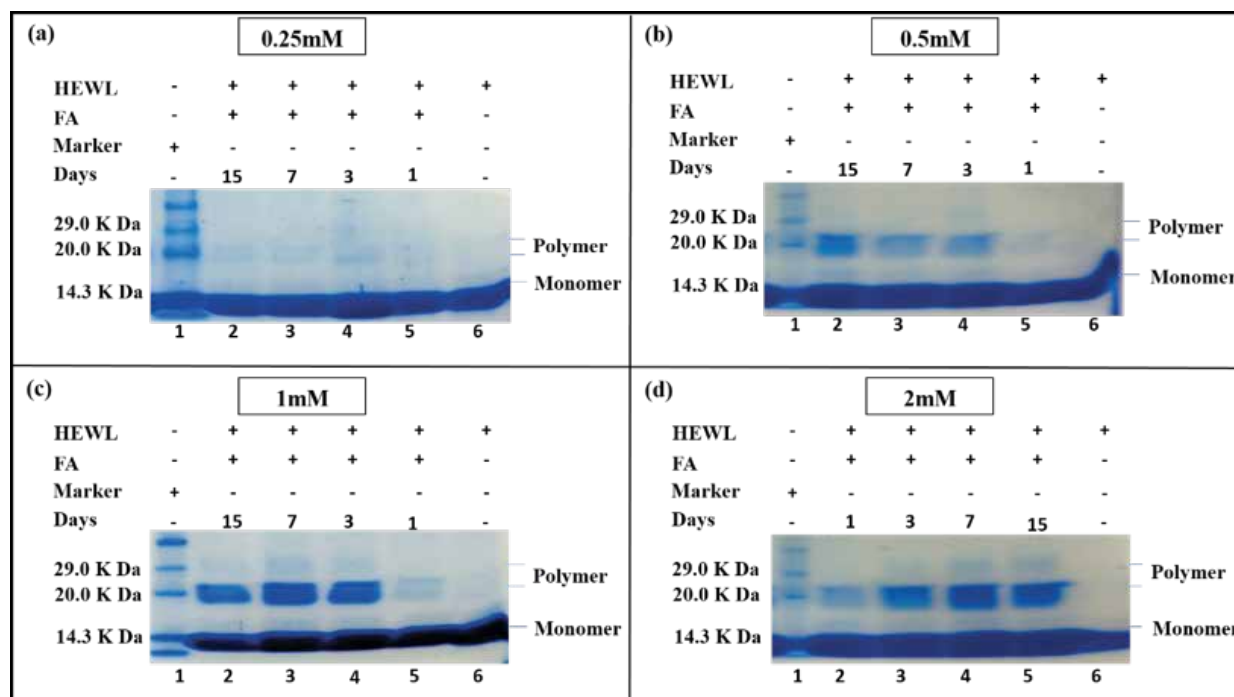 (a) 0.25mM
HEWL - + + + + +
FA - + + + + -
Marker + - - - - -
Days - 15 7 3 1 -
29.0 K Da
20.0 K Da
14.3 K Da
Polymer
Monomer
1 2 3 4 5 6
(b) 0.5mM
HEWL - + + + + +
FA - + + + + -
Marker + - - - - -
Days - 15 7 3 1 -
29.0 K Da
20.0 K Da
14.3 K Da
Polymer
Monomer
1 2 3 4 5 6
(c) 1mM
HEWL - + + + + +
FA - + + + + -
Marker + - - - - -
Days - 15 7 3 1 -
29.0 K Da
20.0 K Da
14.3 K Da
Polymer
Monomer
1 2 3 4 5 6
(d) 2mM
HEWL - + + + + +
FA - + + + + -
Marker + - - - - -
Days - 1 3 7 15 -
29.0 K Da
20.0 K Da
14.3 K Da
Polymer
Monomer
1 2 3 4 5 6